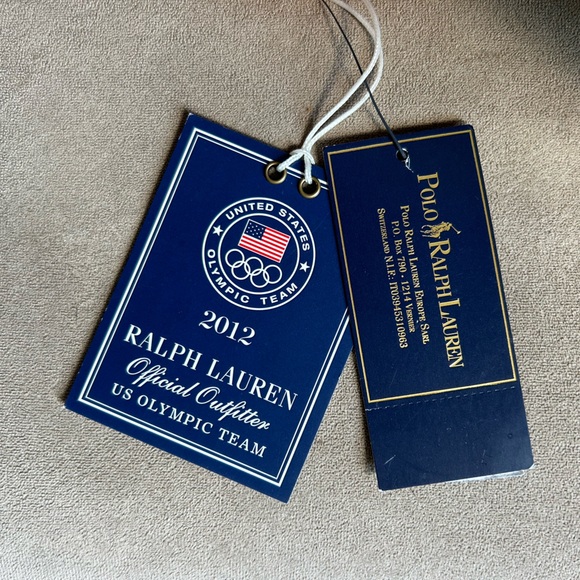 UNITED STATES
OLYMPIC TEAM
2012
RALPH LAUREN
Official Outfitter
US OLYMPIC TEAM
POLO RALPH LAUREN
POLO RALPH LAUREN EUROPE SARL
P.O. BOX 790 • 1214 VERNIER
SWITZERLAND N.I.F.: IT03945310963